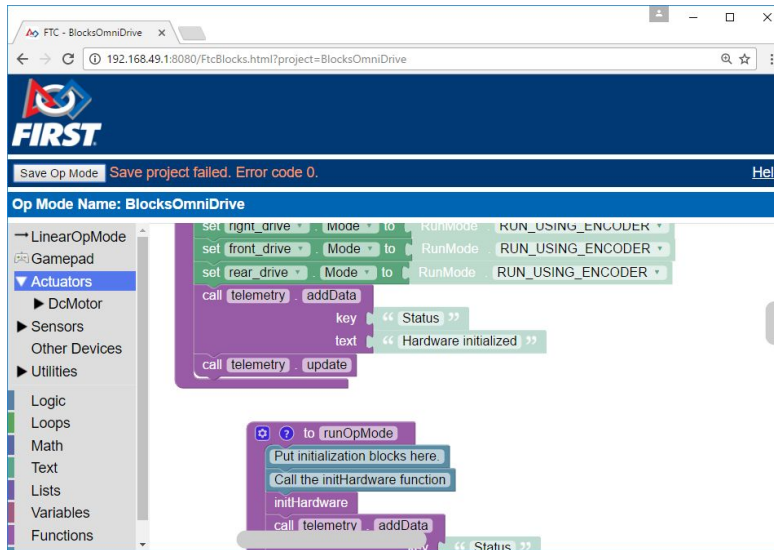 FTC - BlocksOmniDrive
192.168.49.1:8080/FtcBlocks.html?project=BlocksOmniDrive
FIRST
Save Op Mode Save project failed. Error code 0. Hel
Op Mode Name: BlocksOmniDrive
LinearOpMode
Gamepad
Actuators
DcMotor
Sensors
Other Devices
Utilities
Logic
Loops
Math
Text
Lists
Variables
Functions
set right_drive . Mode to RunMode . RUN_USING_ENCODER
set front_drive . Mode to RunMode . RUN_USING_ENCODER
set rear_drive . Mode to RunMode . RUN_USING_ENCODER
call telemetry . addData
key “ Status ”
text “ Hardware initialized ”
call telemetry . update
? to runOpMode
Put initialization blocks here.
Call the initHardware function
initHardware
call telemetry . addData
key “ Status ”